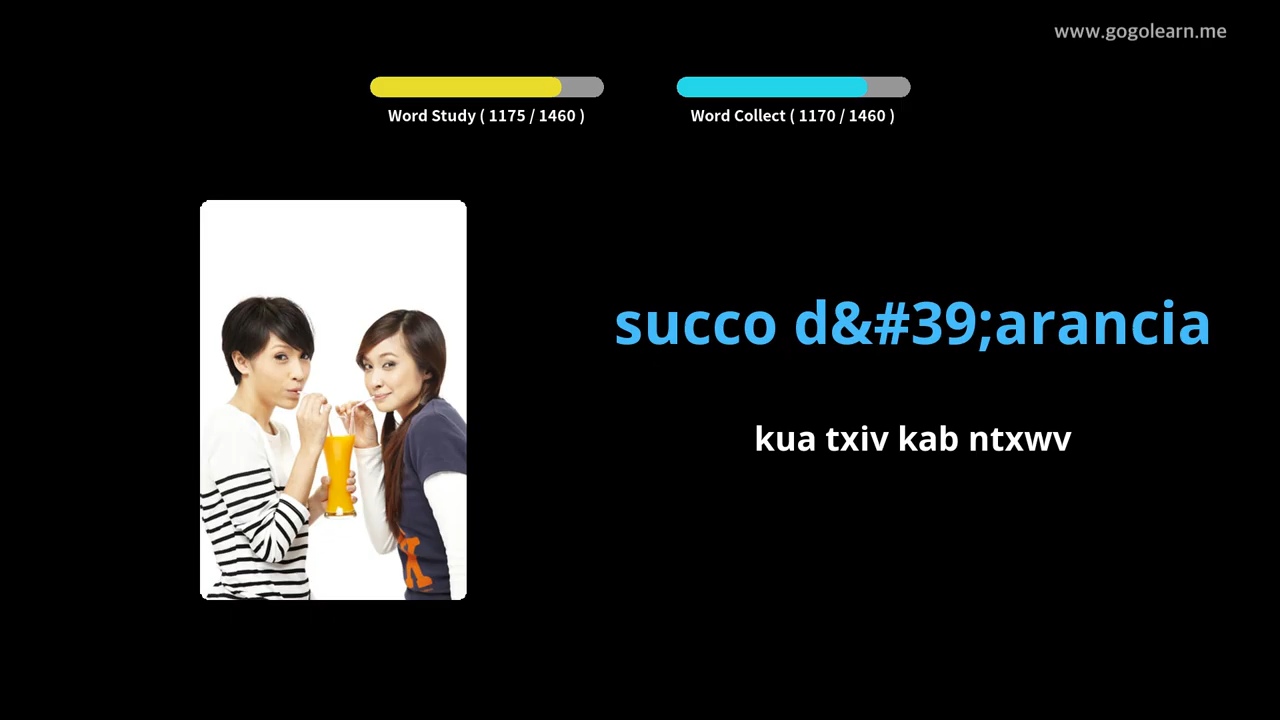 www.gogolearn.me
Word Study ( 1175 / 1460 )
Word Collect ( 1170 / 1460 )
succo d&#39;arancia
kua txiv kab ntxwv